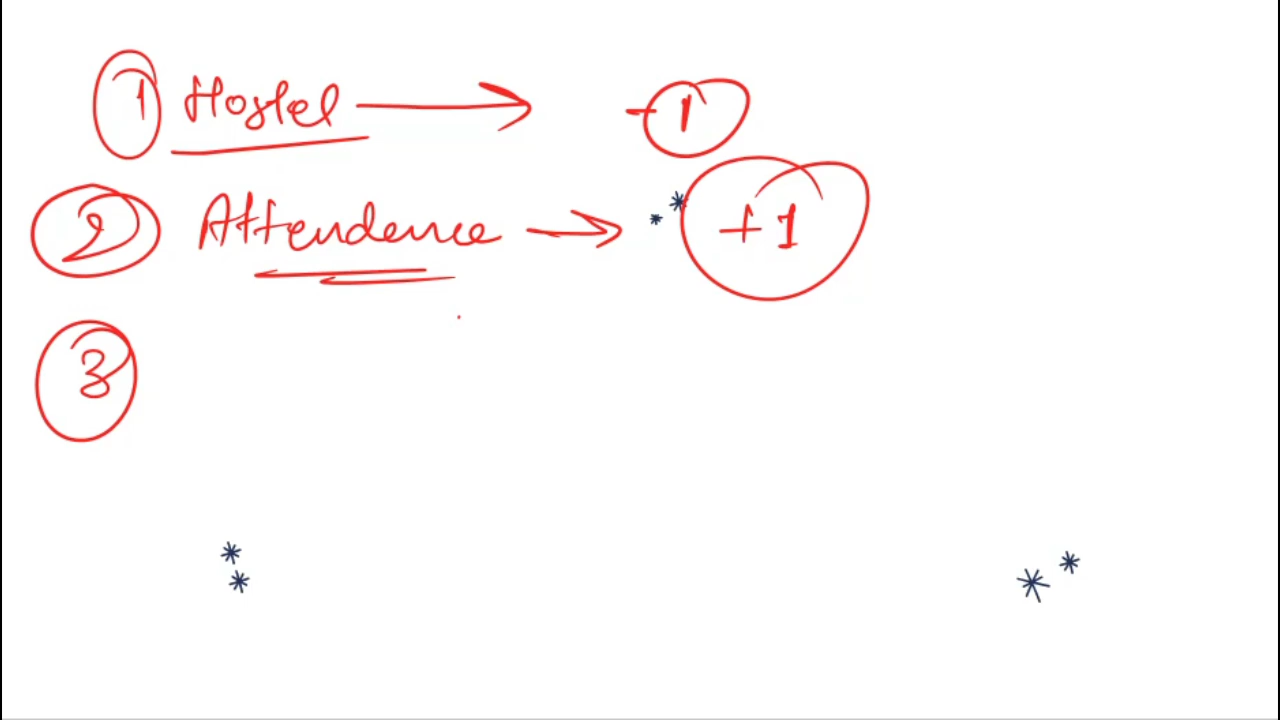 1 Hostel → -1
2 Attendence → +1
3